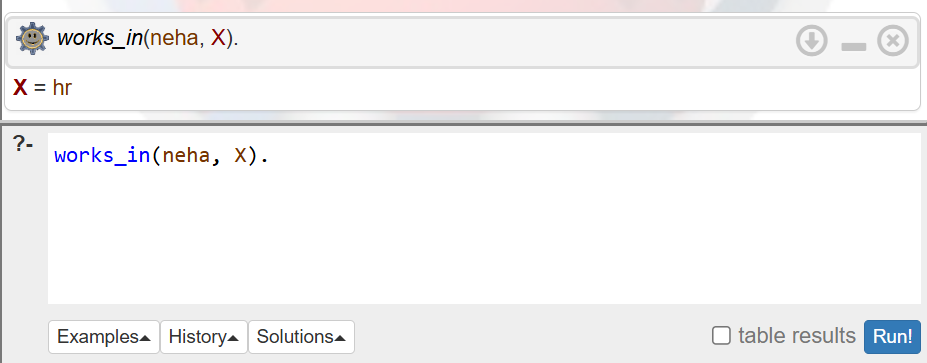 works_in(neha, X).
X = hr
?- works_in(neha, X).
Examples History Solutions table results Run!